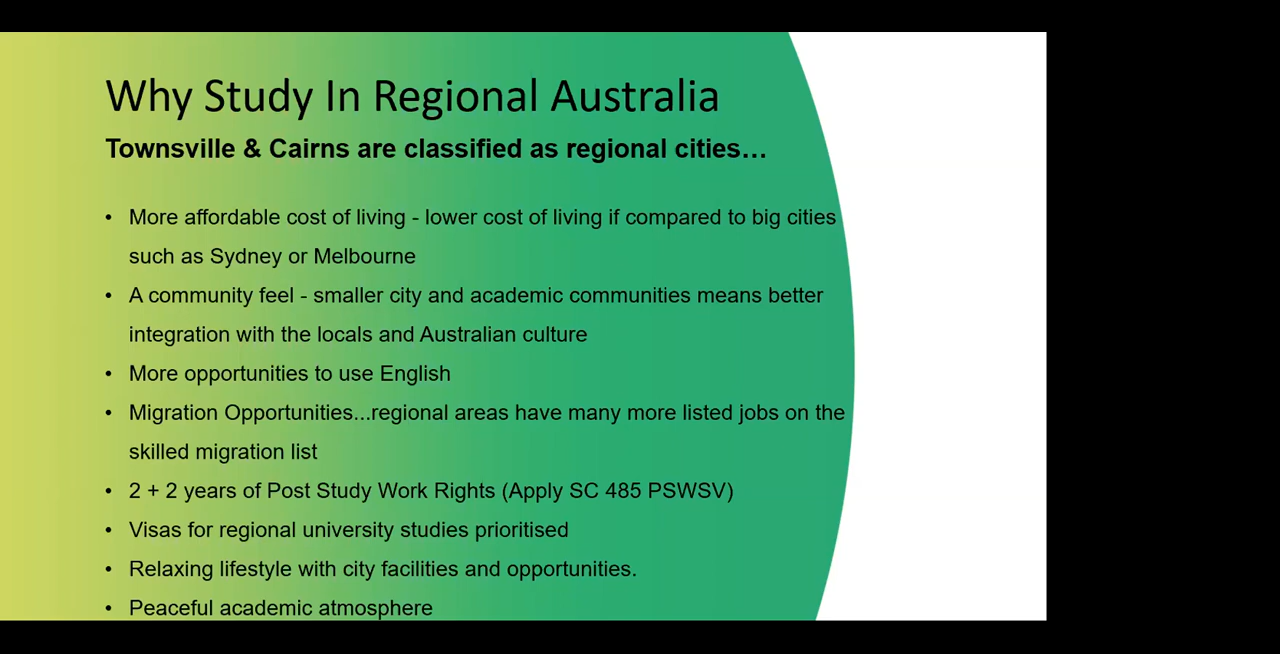 Why Study In Regional Australia
Townsville & Cairns are classified as regional cities…
• More affordable cost of living - lower cost of living if compared to big cities
such as Sydney or Melbourne
• A community feel - smaller city and academic communities means better
integration with the locals and Australian culture
• More opportunities to use English
• Migration Opportunities...regional areas have many more listed jobs on the
skilled migration list
• 2 + 2 years of Post Study Work Rights (Apply SC 485 PSWSV)
• Visas for regional university studies prioritised
• Relaxing lifestyle with city facilities and opportunities.
• Peaceful academic atmosphere